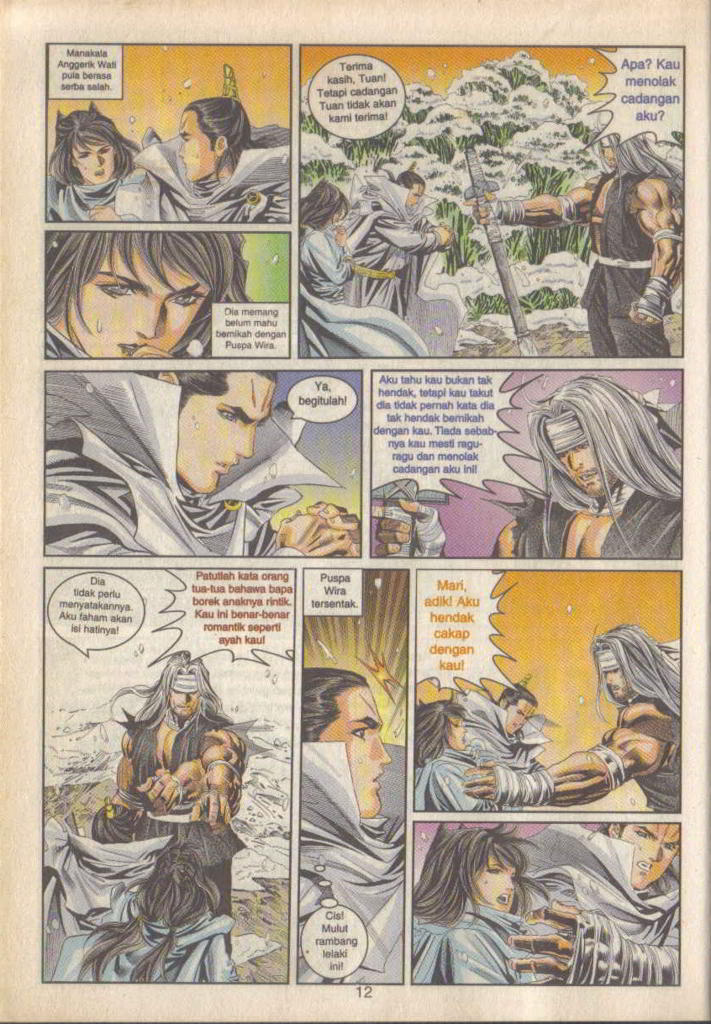 Manakala
Anggerik Wati
pula berasa
serba salah.
Terima
kasih, Tuan!
Tetapi cadangan
Tuan tidak akan
kami terima!
Apa? Kau
menolak
cadangan
aku?
Dia memang
belum mahu
bernikah dengan
Puspa Wira.
Ya,
begitulah!
Aku tahu kau bukan tak
hendak, tetapi kau takut
dia tidak pernah kata dia
tak hendak bernikah
dengan kau. Tiada sebab-
nya kau mesti ragu-
ragu dan menolak
cadangan aku ini!
Dia
tidak perlu
menyatakannya.
Aku faham akan
isi hatinya!
Patutlah kata orang
tua-tua bahawa bapa
borek anaknya rintik.
Kau ini benar-benar
romantik seperti
ayah kau!
Puspa
Wira
tersentak.
Cis!
Mulut
rambang
lelaki
ini!
Mari,
adik! Aku
hendak
cakap
dengan
kau!
12